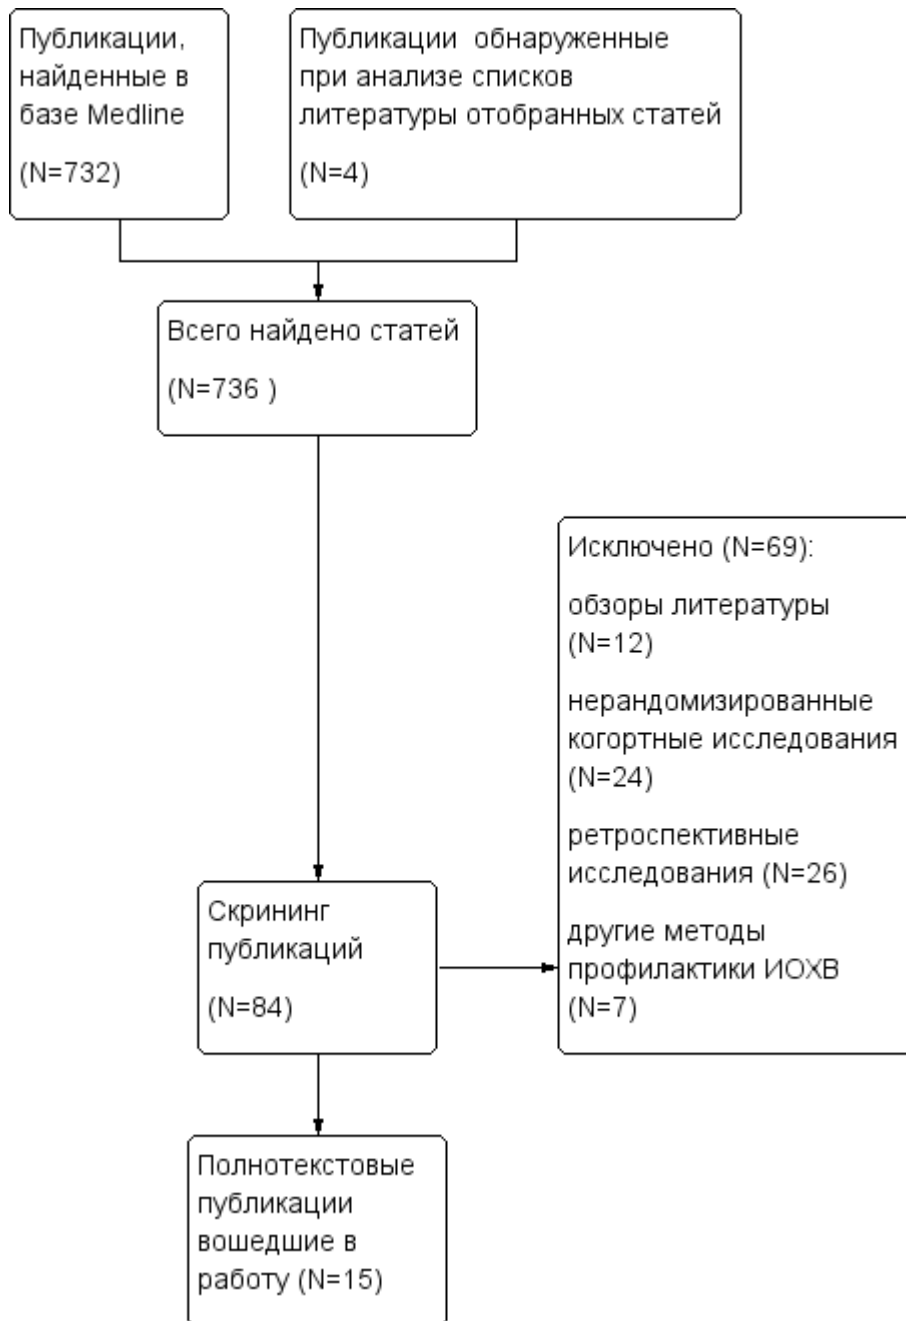 Публикации,
найденные в
базе Medline
(N=732)
Публикации обнаруженные
при анализе списков
литературы отобранных статей
(N=4)
Всего найдено статей
(N=736 )
Исключено (N=69):
обзоры литературы
(N=12)
нерандомизированные
когортные исследования
(N=24)
ретроспективные
исследования (N=26)
другие методы
профилактики ИОХВ
(N=7)
Скрининг
публикаций
(N=84)
Полнотекстовые
публикации
вошедшие в
работу (N=15)